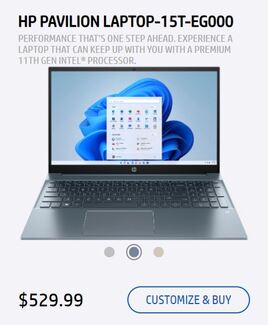 HP PAVILION LAPTOP-15T-EG000
PERFORMANCE THAT'S ONE STEP AHEAD. EXPERIENCE A
LAPTOP THAT CAN KEEP UP WITH YOU WITH A PREMIUM
11TH GEN INTEL® PROCESSOR.
$529.99
CUSTOMIZE & BUY